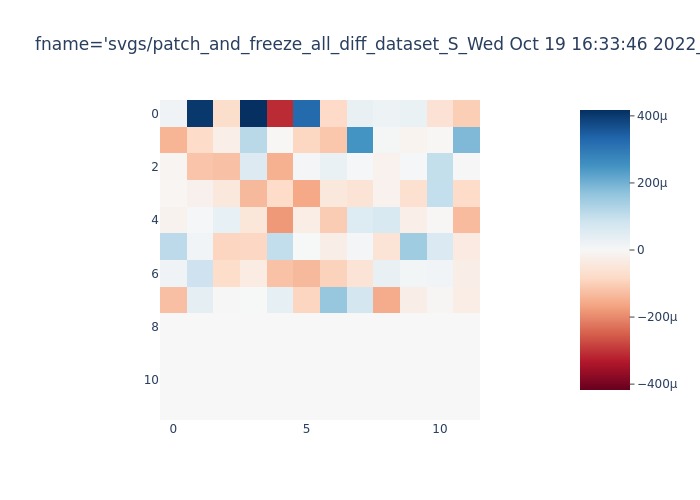 fname='svgs/patch_and_freeze_all_diff_dataset_S_Wed Oct 19 16:33:46 2022_
0
2
4
6
8
10
0
5
10
400μ
200μ
0
−200μ
−400μ